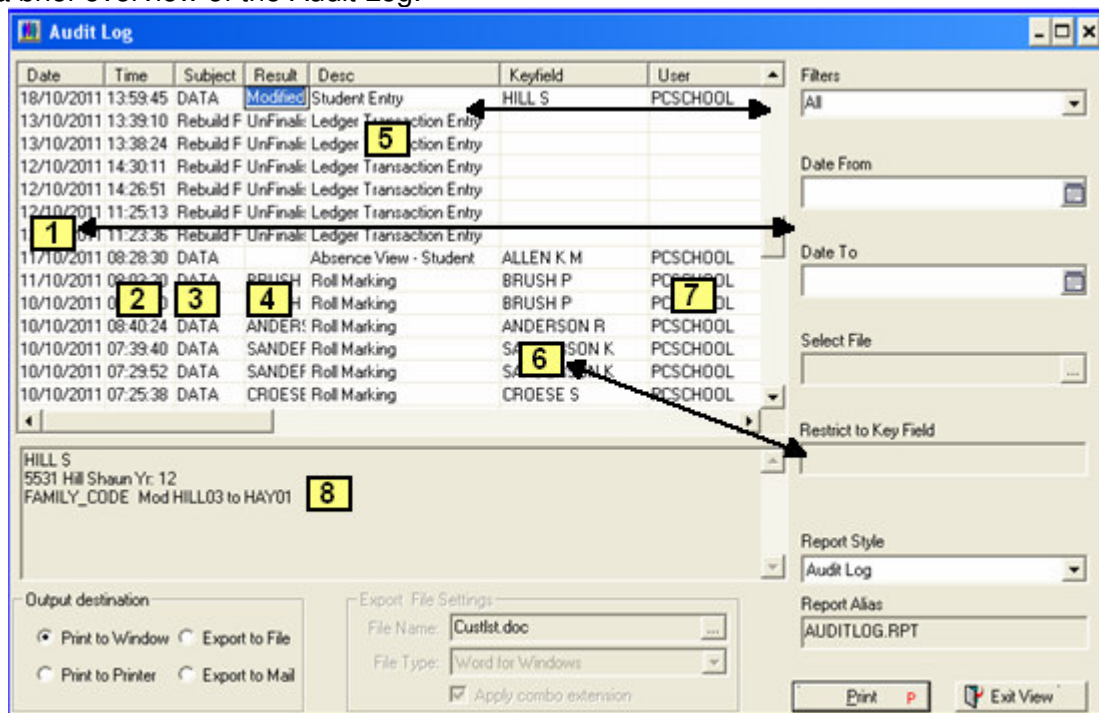 a brief overview of the Audit Log.
Audit Log
Date Time Subject Result Desc Keyfield User
18/10/2011 13:59:45 DATA Modified Student Entry HILL S PCSCHOOL
13/10/2011 13:39:10 Rebuild F UnFinali: Ledger Transaction Entry
13/10/2011 13:38:24 Rebuild F UnFinali: Ledger Transaction Entry
5
12/10/2011 14:30:11 Rebuild F UnFinali: Ledger Transaction Entry
12/10/2011 14:26:51 Rebuild F UnFinali: Ledger Transaction Entry
12/10/2011 11:25:13 Rebuild F UnFinali: Ledger Transaction Entry
1
11:23:36 Rebuild F UnFinali: Ledger Transaction Entry
11/10/2011 08:28:30 DATA Absence View - Student ALLEN K M PCSCHOOL
11/10/2011 DATA BRUSH Roll Marking BRUSH P
10/10/2011 Roll Marking BRUSH P
2 3 4 7
10/10/2011 08:40:24 DATA ANDERS Roll Marking ANDERSON R PCSCHOOL
10/10/2011 07:39:40 DATA SANDEF Roll Marking PCSCHOOL
6
10/10/2011 07:29:52 DATA SANDEF Roll Marking PCSCHOOL
10/10/2011 07:25:38 DATA CROESE Roll Marking CROESE S PCSCHOOL
HILL S
5531 Hill Shaun Yr: 12
FAMILY_CODE Mod HILL03 to HAY01
8
Filters
All
Date From
Date To
Select File
...
Restrict to Key Field
Report Style
Audit Log
Report Alias
AUDITLOG.RPT
Output destination
Print to Window Export to File
Print to Printer Export to Mail
Export File Settings
File Name: Custlst.doc ...
File Type: Word for Windows
Apply combo extension
Print P Exit View